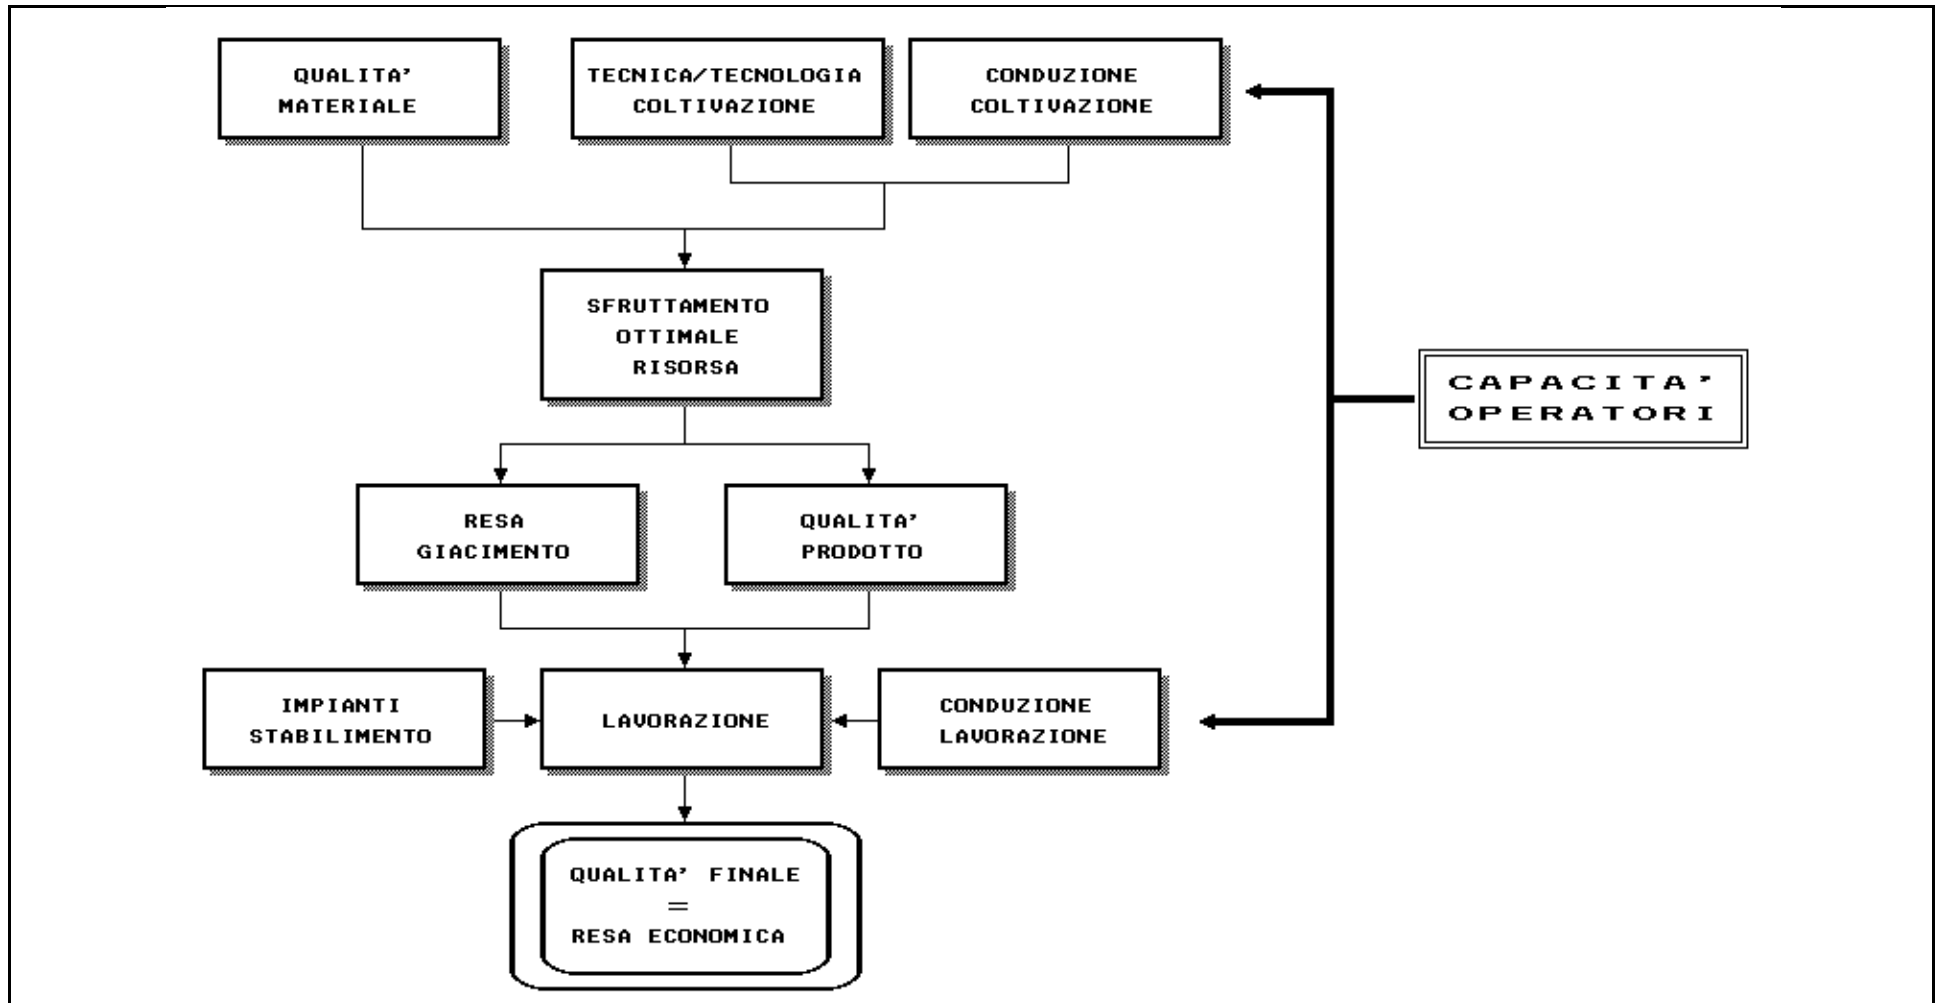 QUALITA'
MATERIALE
TECNICA/TECNOLOGIA
COLTIVAZIONE
CONDUZIONE
COLTIVAZIONE
SFRUTTAMENTO
OTTIMALE
RISORSA
CAPACITA'
OPERATORI
RESA
GIACIMENTO
QUALITA'
PRODOTTO
IMPIANTI
STABILIMENTO
LAVORAZIONE
CONDUZIONE
LAVORAZIONE
QUALITA' FINALE
=
RESA ECONOMICA